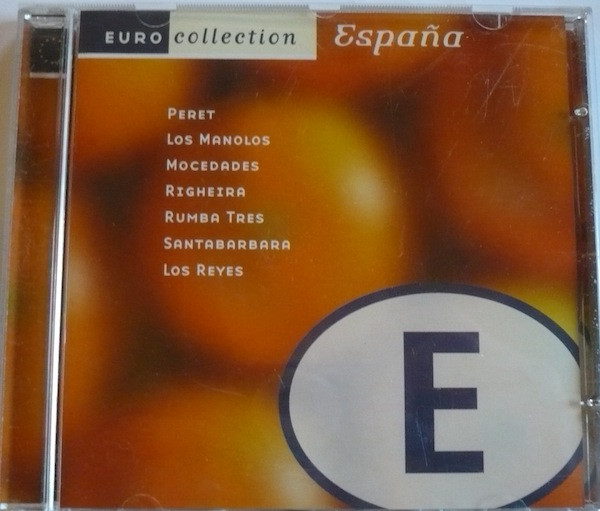 EURO collection España
PERET
LOS MANOLOS
MOCEDADES
RIGHEIRA
RUMBA TRES
SANTABARBARA
LOS REYES
E